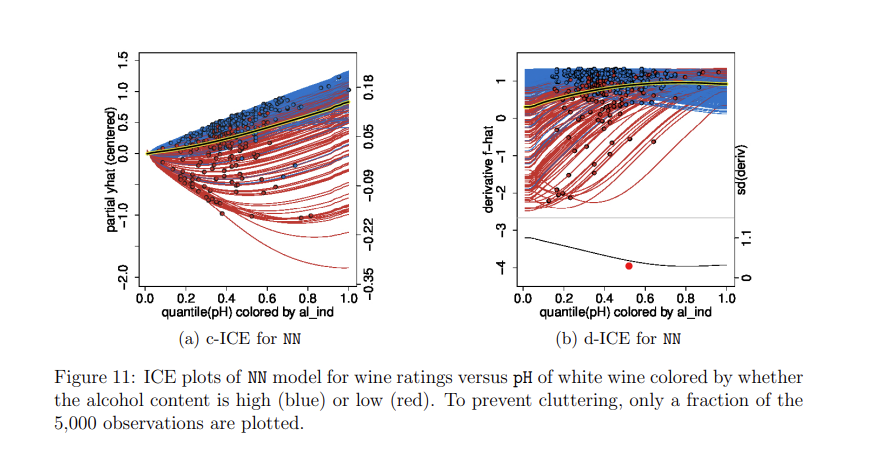 1.5
1.0
0.5
0.0
-1.0
-2.0
partial yhat (centered)
0.18
0.05
-0.09
-0.22
-0.35
0.0 0.2 0.4 0.6 0.8 1.0
quantile(pH) colored by al_ind
(a) c-ICE for NN
1
0
-1
-2
-3
-4
derivative f-hat
sd(deriv)
1.1
0
0.0 0.2 0.4 0.6 0.8 1.0
quantile(pH) colored by al_ind
(b) d-ICE for NN
Figure 11: ICE plots of NN model for wine ratings versus pH of white wine colored by whether
the alcohol content is high (blue) or low (red). To prevent cluttering, only a fraction of the
5,000 observations are plotted.